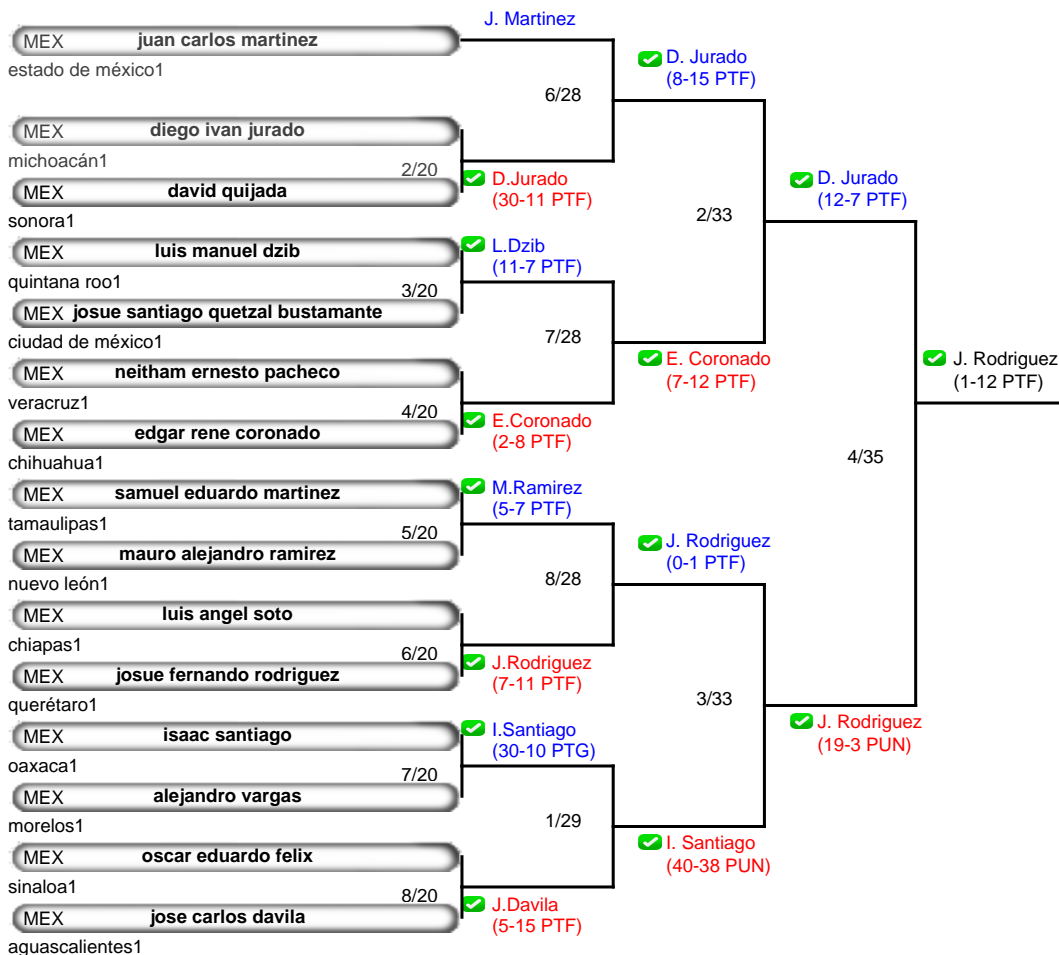 J. Martinez
MEX juan carlos martinez
estado de méxico1
6/28
D. Jurado
(8-15 PTF)
MEX diego ivan jurado
michoacán1
2/20
MEX david quijada
sonora1
D.Jurado
(30-11 PTF)
2/33
D. Jurado
(12-7 PTF)
MEX luis manuel dzib
quintana roo1
L.Dzib
(11-7 PTF)
3/20
MEX josue santiago quetzal bustamante
ciudad de méxico1
7/28
E. Coronado
(7-12 PTF)
MEX neitham ernesto pacheco
veracruz1
4/20
MEX edgar rene coronado
chihuahua1
E.Coronado
(2-8 PTF)
4/35
J. Rodriguez
(1-12 PTF)
MEX samuel eduardo martinez
tamaulipas1
M.Ramirez
(5-7 PTF)
5/20
MEX mauro alejandro ramirez
nuevo león1
8/28
J. Rodriguez
(0-1 PTF)
MEX luis angel soto
chiapas1
6/20
MEX josue fernando rodriguez
querétaro1
J.Rodriguez
(7-11 PTF)
3/33
J. Rodriguez
(19-3 PUN)
MEX isaac santiago
oaxaca1
I.Santiago
(30-10 PTG)
7/20
MEX alejandro vargas
morelos1
1/29
I. Santiago
(40-38 PUN)
MEX oscar eduardo felix
sinaloa1
8/20
MEX jose carlos davila
aguascalientes1
J.Davila
(5-15 PTF)